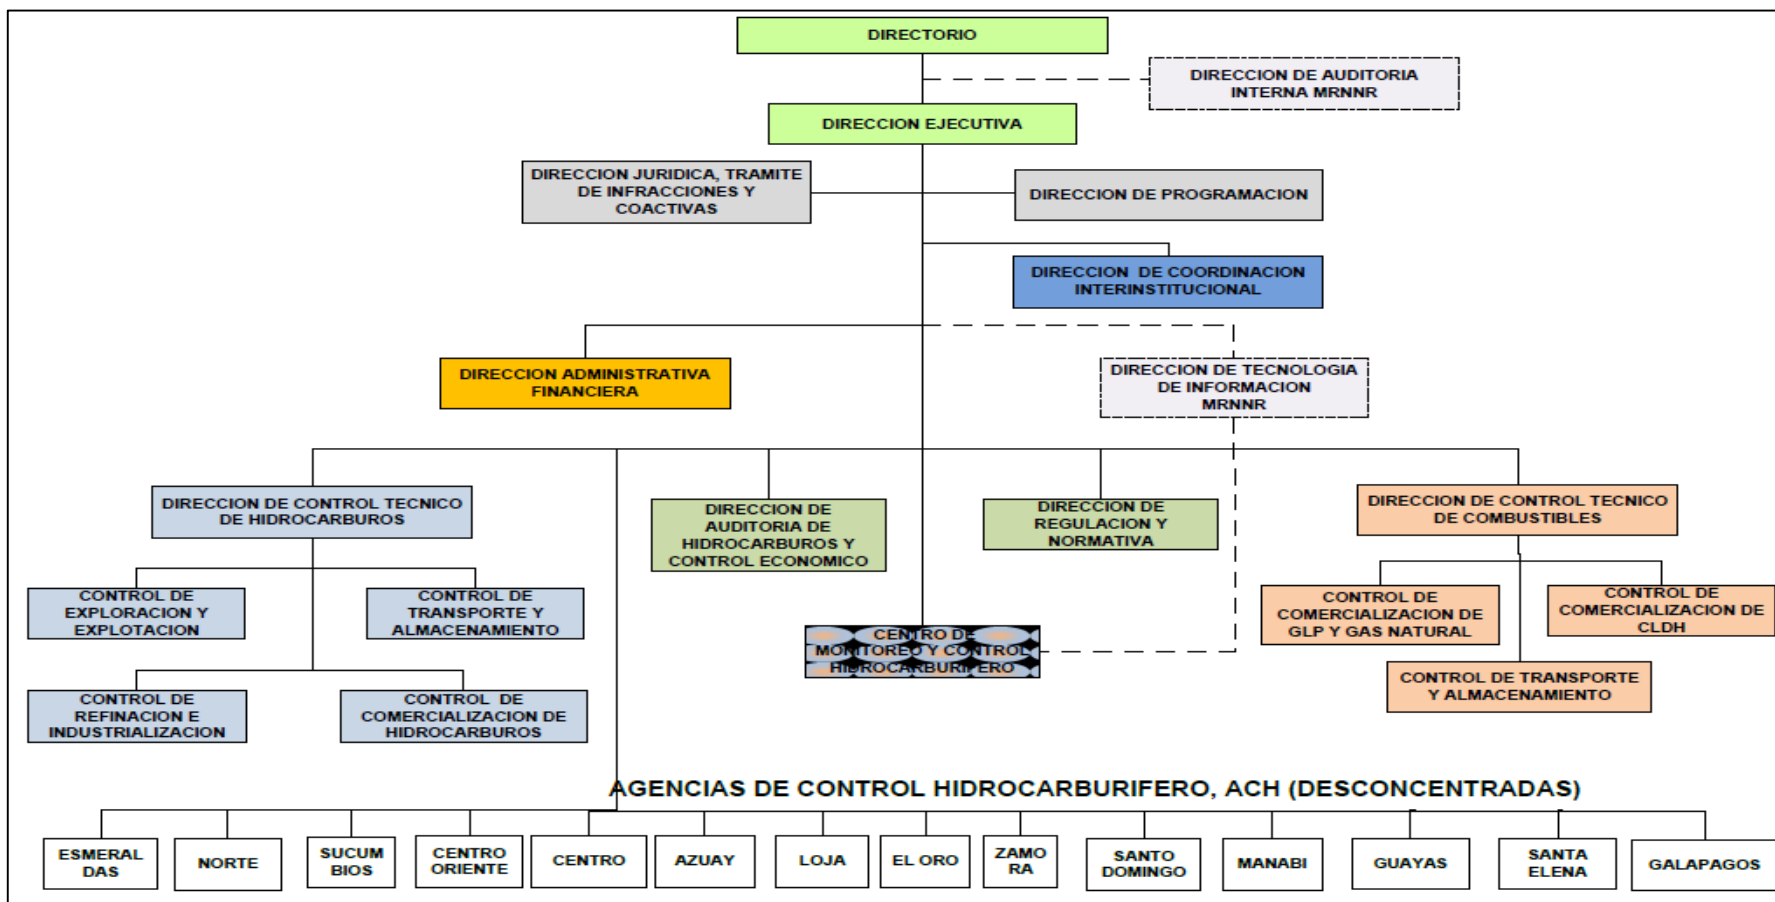 DIRECTORIO
DIRECCION DE AUDITORIA
INTERNA MRNNR
DIRECCION EJECUTIVA
DIRECCION JURIDICA, TRAMITE
DE INFRACCIONES Y
COACTIVAS
DIRECCION DE PROGRAMACION
DIRECCION DE COORDINACION
INTERINSTITUCIONAL
DIRECCION ADMINISTRATIVA
FINANCIERA
DIRECCION DE TECNOLOGIA
DE INFORMACION
MRNNR
DIRECCION DE CONTROL TECNICO
DE HIDROCARBUROS
DIRECCION DE
AUDITORIA DE
HIDROCARBUROS Y
CONTROL ECONOMICO
DIRECCION DE
REGULACION Y
NORMATIVA
DIRECCION DE CONTROL TECNICO
DE COMBUSTIBLES
CONTROL DE
EXPLORACION Y
EXPLOTACION
CONTROL DE
TRANSPORTE Y
ALMACENAMIENTO
CENTRO DE
MONITOREO Y CONTROL
HIDROCARBURIFERO
CONTROL DE
COMERCIALIZACION DE
GLP Y GAS NATURAL
CONTROL DE
COMERCIALIZACION DE
CLDH
CONTROL DE
REFINACION E
INDUSTRIALIZACION
CONTROL DE
COMERCIALIZACION DE
HIDROCARBUROS
CONTROL DE TRANSPORTE
Y ALMACENAMIENTO
AGENCIAS DE CONTROL HIDROCARBURIFERO, ACH (DESCONCENTRADAS)
ESMERAL
DAS
NORTE
SUCUM
BIOS
CENTRO
ORIENTE
CENTRO
AZUAY
LOJA
EL ORO
ZAMO
RA
SANTO
DOMINGO
MANABI
GUAYAS
SANTA
ELENA
GALAPAGOS